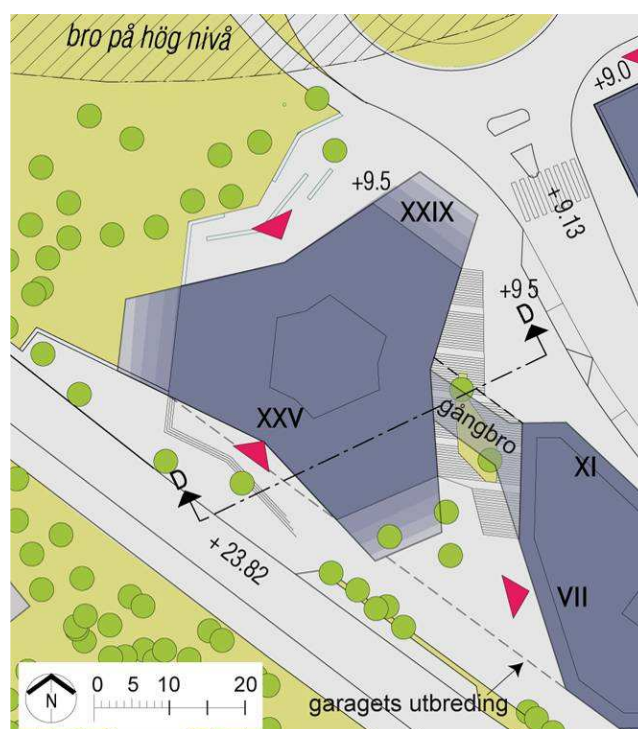 bro på hög nivå
+9.0
+9.5
XXIX
+9.13
+9 5
D
gångbro
XXV
XI
D
+ 23.82
VII
0 5 10 20
N
garagets utbredning